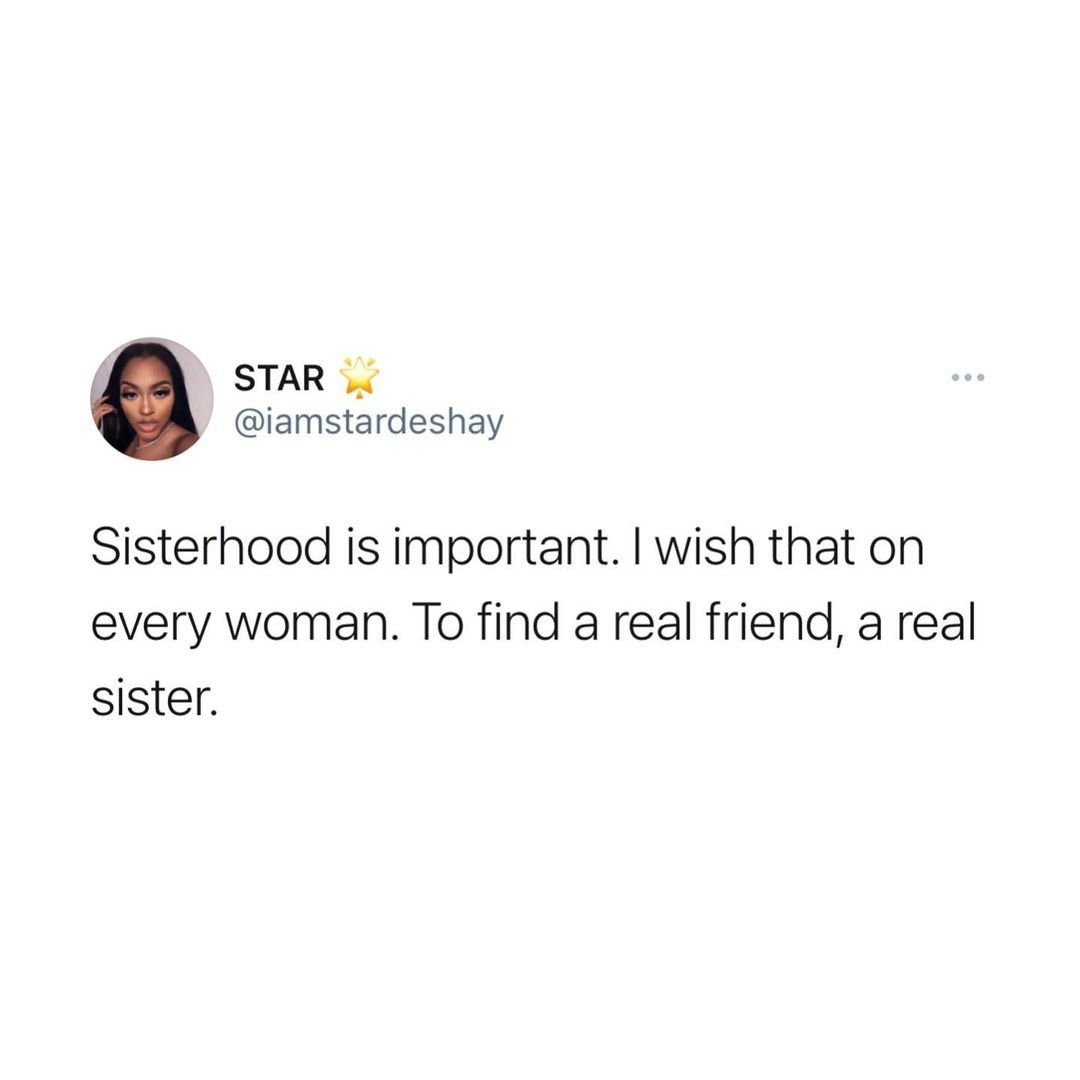 STAR 🌟
@iamstardeshay
Sisterhood is important. I wish that on
every woman. To find a real friend, a real
sister.